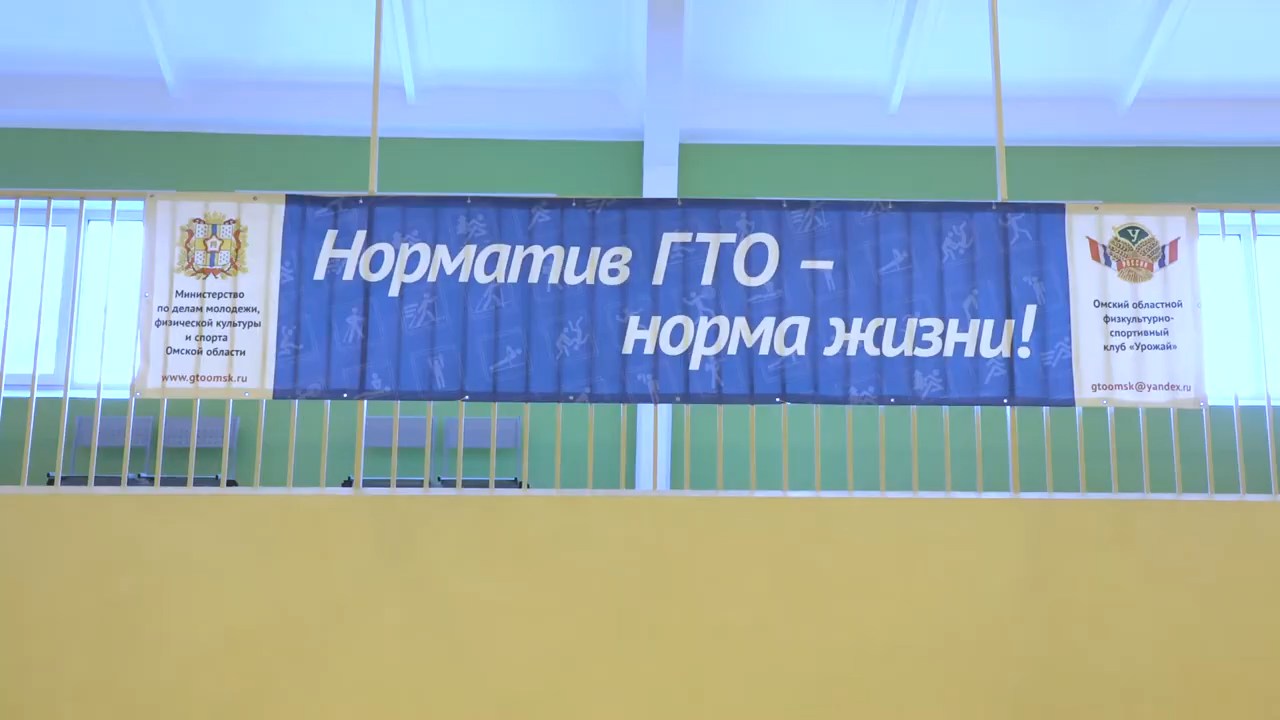 Министерство
по делам молодежи,
физической культуры
и спорта
Омской области
www.gtoomsk.ru
Норматив ГТО –
норма жизни!
У
РОССИЯ
Омский областной
физкультурно-
спортивный
клуб «Урожай»
gtoomsk@yandex.ru